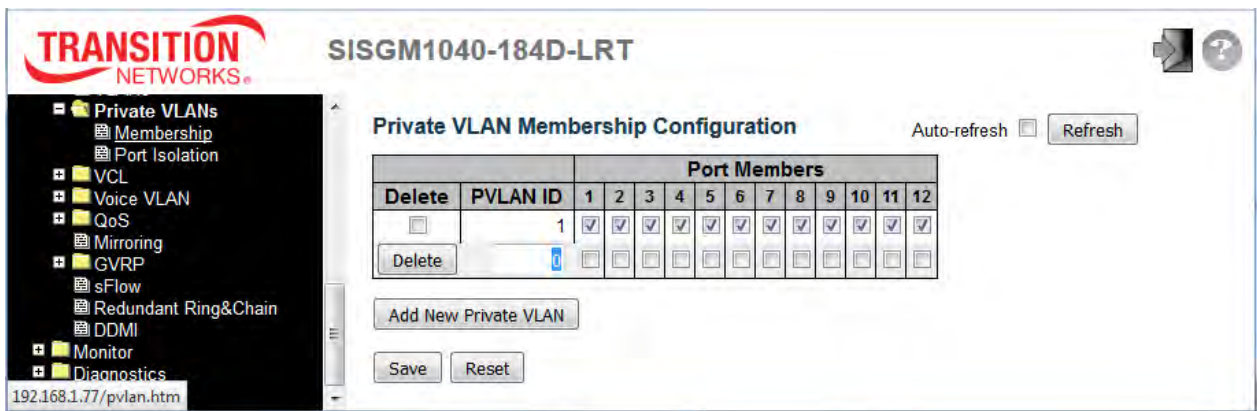 TRANSITION
NETWORKS®
SISGM1040-184D-LRT
?
Private VLANs
Membership
Port Isolation
VCL
Voice VLAN
QoS
Mirroring
GVRP
sFlow
Redundant Ring&Chain
DDMI
Monitor
Diagnostics
192.168.1.77/pvlan.htm
Private VLAN Membership Configuration
Auto-refresh Refresh
Port Members
Delete PVLAN ID 1 2 3 4 5 6 7 8 9 10 11 12
1
Delete 0
Add New Private VLAN
Save Reset